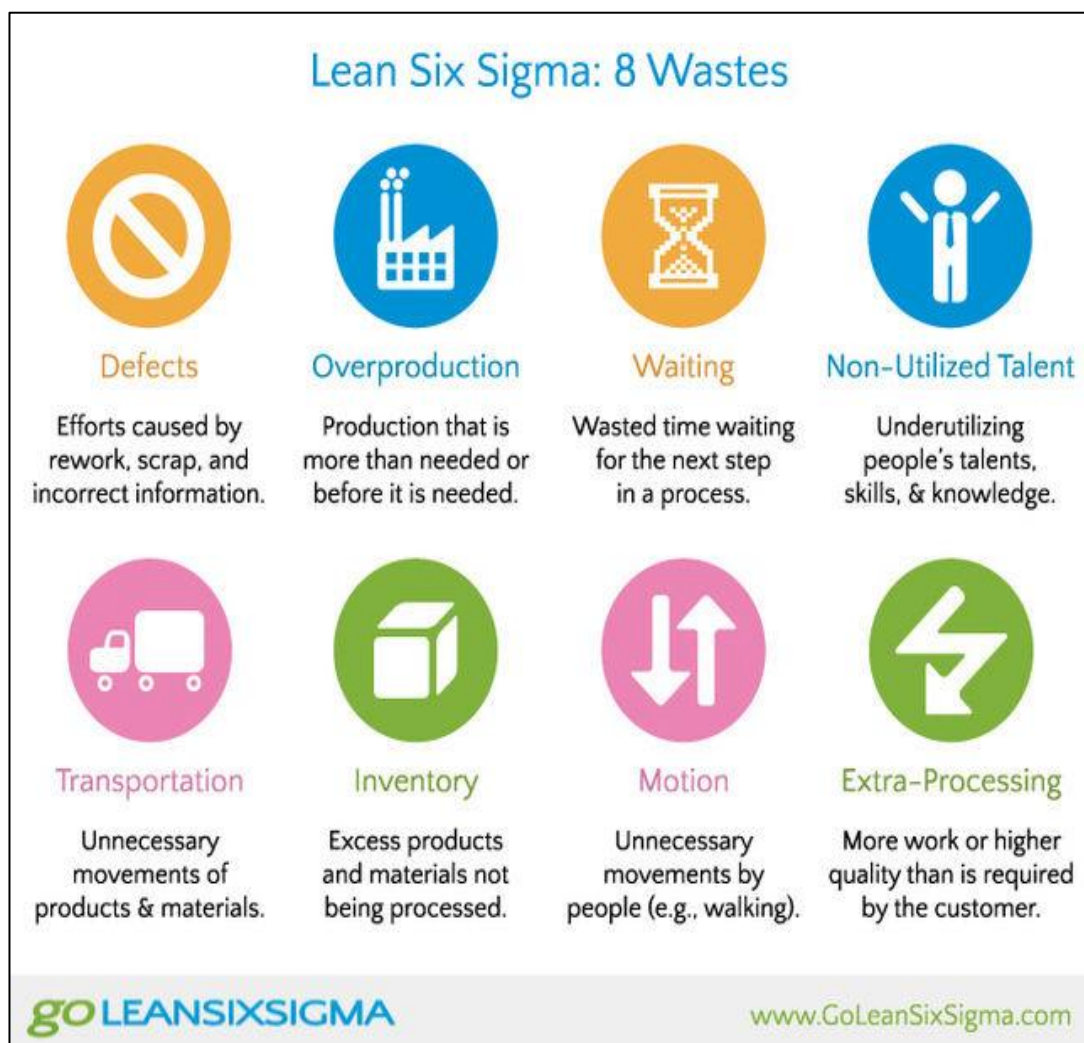 Lean Six Sigma: 8 Wastes
Defects
Efforts caused by
rework, scrap, and
incorrect information.
Overproduction
Production that is
more than needed or
before it is needed.
Waiting
Wasted time waiting
for the next step
in a process.
Non-Utilized Talent
Underutilizing
people's talents,
skills, & knowledge.
Transportation
Unnecessary
movements of
products & materials.
Inventory
Excess products
and materials not
being processed.
Motion
Unnecessary
movements by
people (e.g., walking).
Extra-Processing
More work or higher
quality than is required
by the customer.
goLEANSIXSIGMA
www.GoLeanSixSigma.com